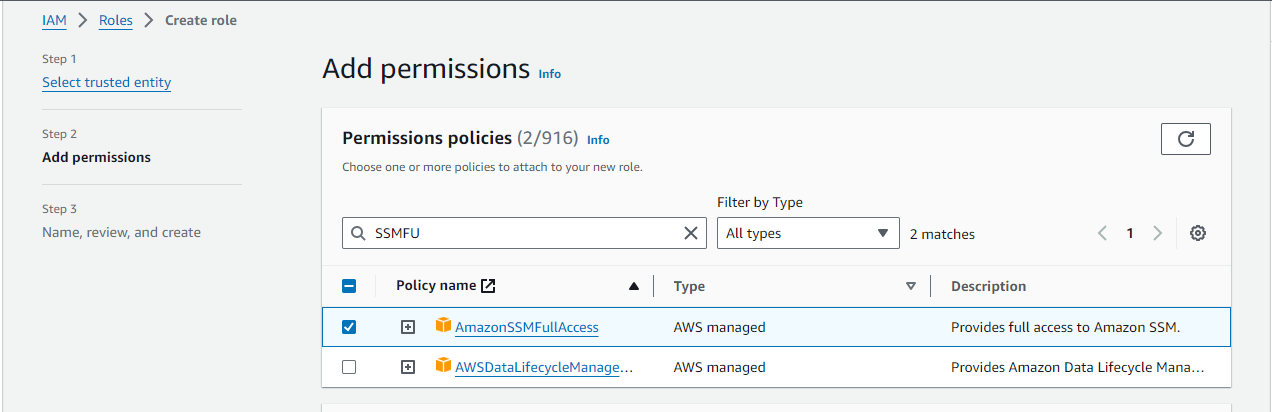 IAM > Roles > Create role
Step 1
Select trusted entity
Step 2
Add permissions
Step 3
Name, review, and create
Add permissions Info
Permissions policies (2/916) Info
Choose one or more policies to attach to your new role.
Filter by Type
SSMFU All types 2 matches 1
Policy name Type Description
AmazonSSMFullAccess AWS managed Provides full access to Amazon SSM.
AWSDataLifecycleManage… AWS managed Provides Amazon Data Lifecycle Mana…